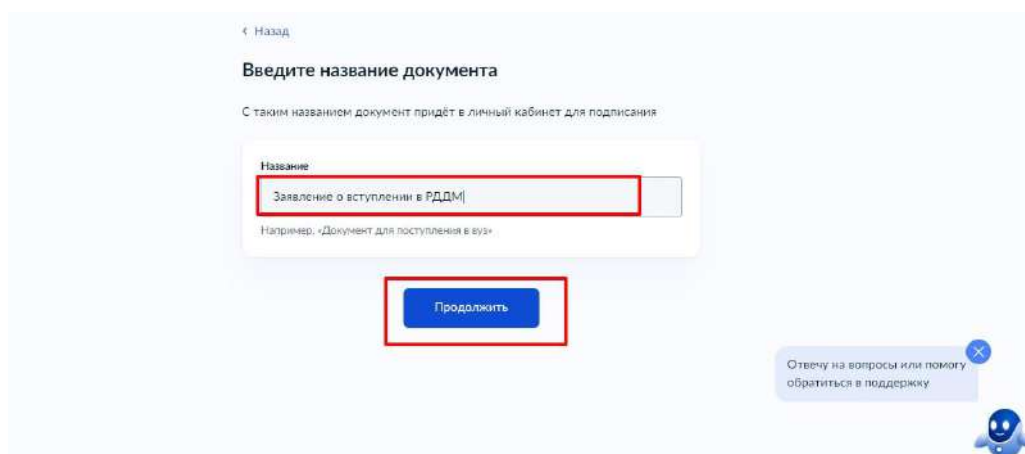 Назад
Введите название документа
С таким названием документ придёт в личный кабинет для подписания
Название
Заявление о вступлении в РДДМ
Например, «Документ для поступления в вуз»
Продолжить
Отвечу на вопросы или помогу
обратиться в поддержку